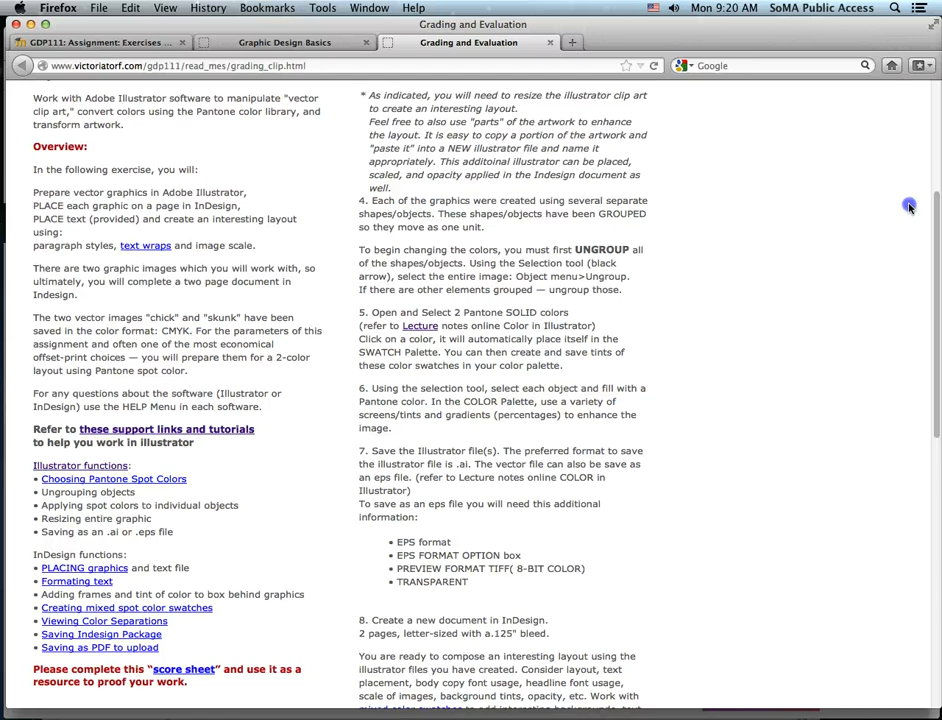 Firefox File Edit View History Bookmarks Tools Window Help Mon 9:20 AM SoMA Public Access
Grading and Evaluation
GDP111: Assignment: Exercises ... × Graphic Design Basics × Grading and Evaluation × +
www.victoriatorf.com/gdp111/read_mes/grading_clip.html Google
Work with Adobe Illustrator software to manipulate "vector
clip art," convert colors using the Pantone color library, and
transform artwork.
Overview:
In the following exercise, you will:
Prepare vector graphics in Adobe Illustrator,
PLACE each graphic on a page in InDesign,
PLACE text (provided) and create an interesting layout
using:
paragraph styles, text wraps and image scale.
There are two graphic images which you will work with, so
ultimately, you will complete a two page document in
Indesign.
The two vector images "chick" and "skunk" have been
saved in the color format: CMYK. For the parameters of this
assignment and often one of the most economical
offset-print choices — you will prepare them for a 2-color
layout using Pantone spot color.
For any questions about the software (Illustrator or
InDesign) use the HELP Menu in each software.
Refer to these support links and tutorials
to help you work in illustrator
Illustrator functions:
• Choosing Pantone Spot Colors
• Ungrouping objects
• Applying spot colors to individual objects
• Resizing entire graphic
• Saving as an .ai or .eps file
InDesign functions:
• PLACING graphics and text file
• Formating text
• Adding frames and tint of color to box behind graphics
• Creating mixed spot color swatches
• Viewing Color Separations
• Saving Indesign Package
• Saving as PDF to upload
Please complete this "score sheet" and use it as a
resource to proof your work.
* As indicated, you will need to resize the illustrator clip art
to create an interesting layout.
Feel free to also use "parts" of the artwork to enhance
the layout. It is easy to copy a portion of the artwork and
"paste it" into a NEW illustrator file and name it
appropriately. This additoinal illustrator can be placed,
scaled, and opacity applied in the Indesign document as
well.
4. Each of the graphics were created using several separate
shapes/objects. These shapes/objects have been GROUPED
so they move as one unit.
To begin changing the colors, you must first UNGROUP all
of the shapes/objects. Using the Selection tool (black
arrow), select the entire image: Object menu>Ungroup.
If there are other elements grouped — ungroup those.
5. Open and Select 2 Pantone SOLID colors
(refer to Lecture notes online Color in Illustrator)
Click on a color, it will automatically place itself in the
SWATCH Palette. You can then create and save tints of
these color swatches in your color palette.
6. Using the selection tool, select each object and fill with a
Pantone color. In the COLOR Palette, use a variety of
screens/tints and gradients (percentages) to enhance the
image.
7. Save the Illustrator file(s). The preferred format to save
the illustrator file is .ai. The vector file can also be save as
an eps file. (refer to Lecture notes online COLOR in
Illustrator)
To save as an eps file you will need this additional
information:
• EPS format
• EPS FORMAT OPTION box
• PREVIEW FORMAT TIFF( 8-BIT COLOR)
• TRANSPARENT
8. Create a new document in InDesign.
2 pages, letter-sized with a.125" bleed.
You are ready to compose an interesting layout using the
illustrator files you have created. Consider layout, text
placement, body copy font usage, headline font usage,
scale of images, background tints, opacity, etc. Work with
mixed color swatches to add interesting backgrounds, text